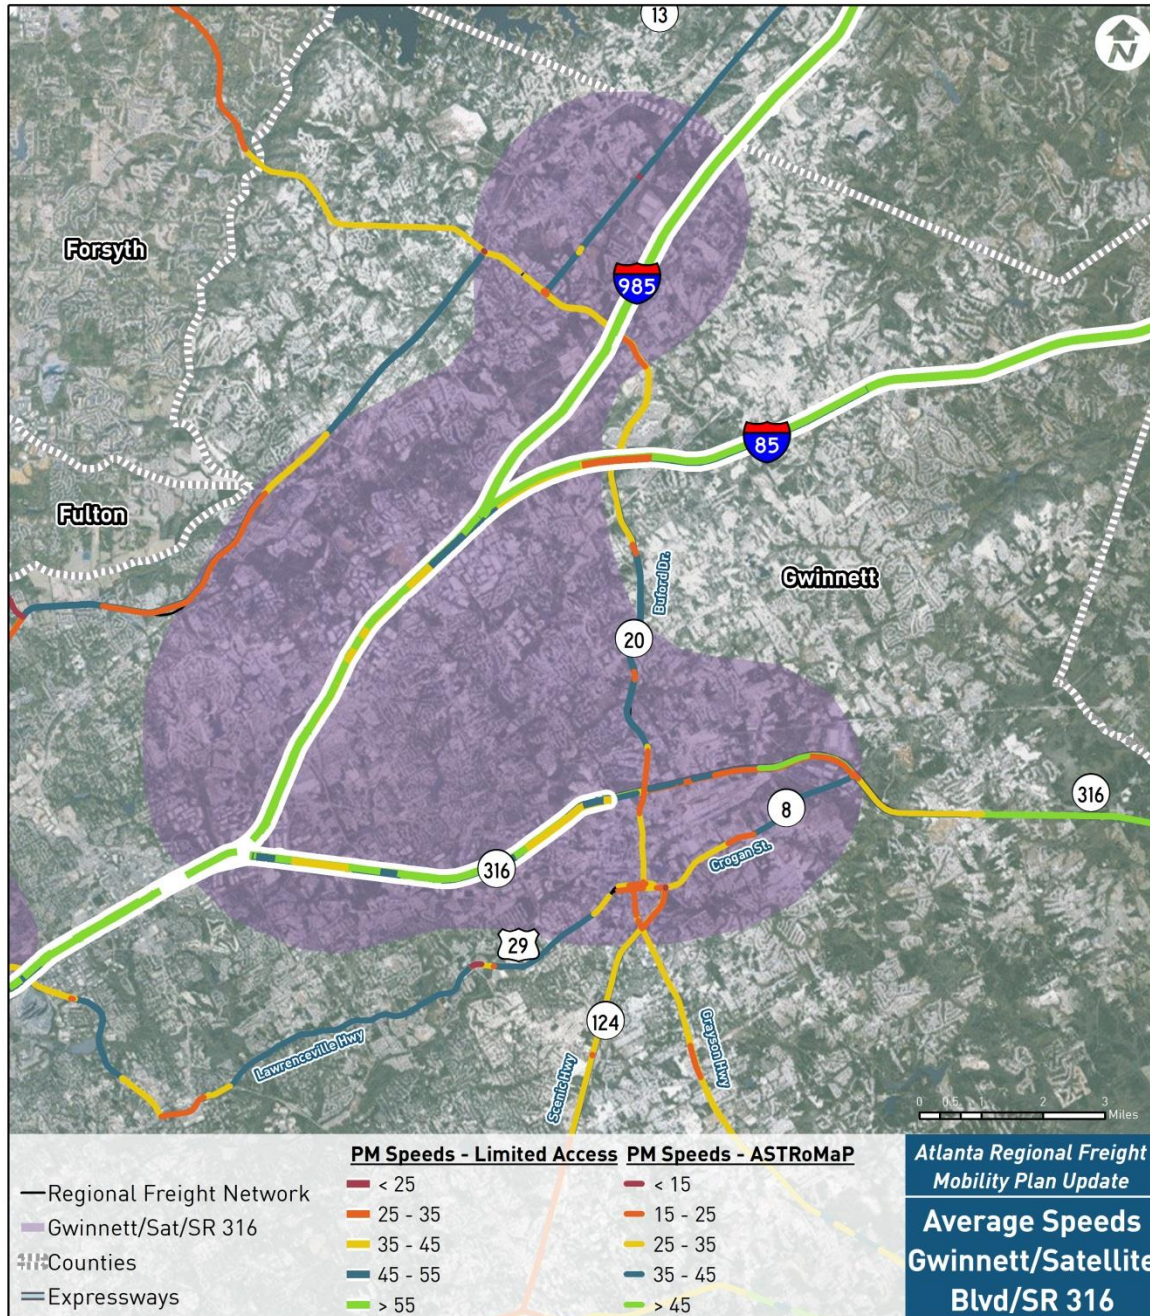 13
N
Forsyth
985
85
Fulton
Gwinnett
Buford Dr.
20
316
8
Crogan St.
316
29
124
Lawrenceville Hwy
Scenic Hwy
Grayson Hwy
0 0.5 1 2 3
Miles
Regional Freight Network
Gwinnett/Sat/SR 316
Counties
Expressways
PM Speeds - Limited Access
< 25
25 - 35
35 - 45
45 - 55
> 55
PM Speeds - ASTRoMaP
< 15
15 - 25
25 - 35
35 - 45
> 45
Atlanta Regional Freight
Mobility Plan Update
Average Speeds
Gwinnett/Satellite
Blvd/SR 316